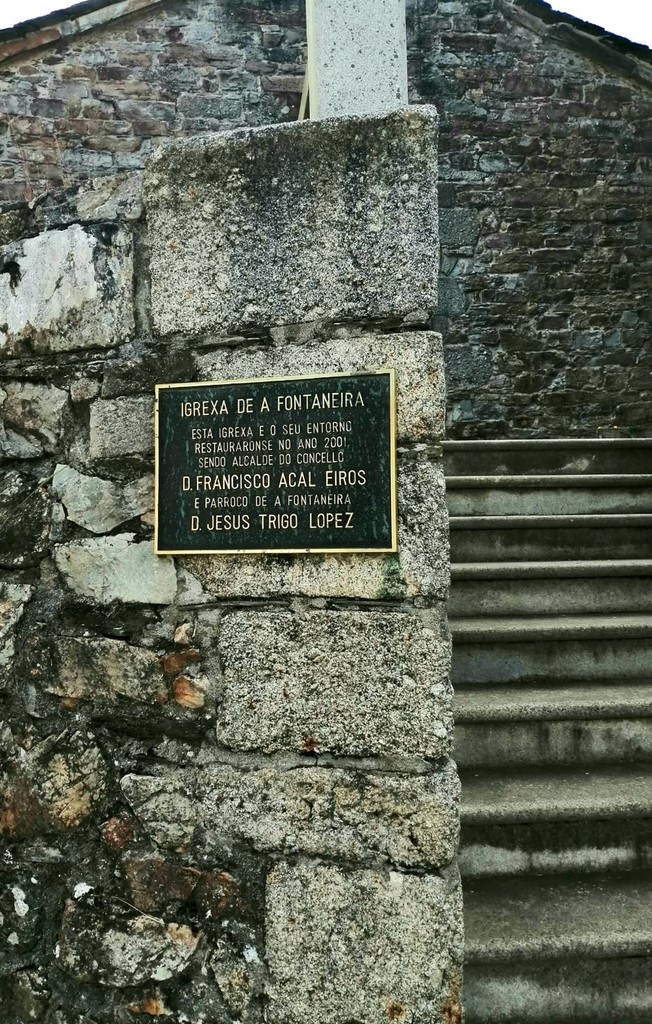 IGREXA DE A FONTANEIRA
ESTA IGREXA E O SEU ENTORNO
RESTAURARONSE NO ANO 2001,
SENDO ALCALDE DO CONCELLO
D. FRANCISCO ACAL EIROS
E PARROCO DE A FONTANEIRA
D. JESUS TRIGO LOPEZ